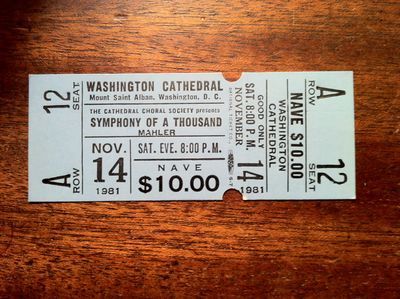 12
SEAT
A
ROW
WASHINGTON CATHEDRAL
Mount Saint Alban, Washington, D. C.
THE CATHEDRAL CHORAL SOCIETY presents
SYMPHONY OF A THOUSAND
MAHLER
NOV.
14
1981
SAT. EVE. 8:00 P.M.
NAVE
$10.00
GOOD ONLY
SAT. 8:00 P.M.
NOVEMBER
14
1981
WASHINGTON
CATHEDRAL
NAVE $10.00
ROW
A
SEAT
12